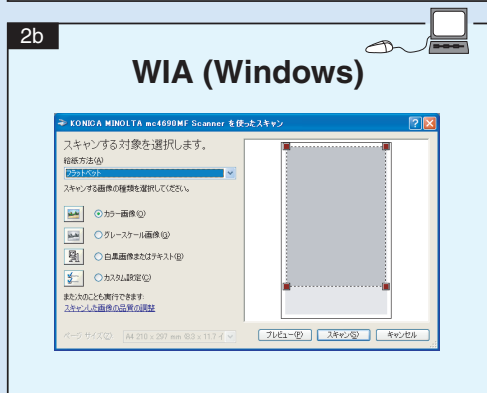 2b
WIA (Windows)
KONICA MINOLTA mc4690MF Scanner を使ったスキャン
スキャンする対象を選択します。
給紙方法(A)
フラットベット
スキャンする画像の種類を選択してください。
カラー画像(O)
グレースケール画像(G)
白黒画像またはテキスト(B)
カスタム設定(C)
また次のことも実行できます:
スキャンした画像の品質の調整
ページ サイズ(Z) A4 210 x 297 mm (8.3 x 11.7 イ
プレビュー(P) スキャン(S) キャンセル